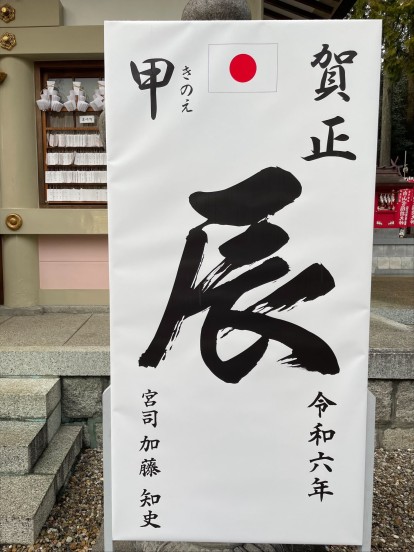 賀正
甲
きのえ
辰
令和六年
宮司 加藤 知史